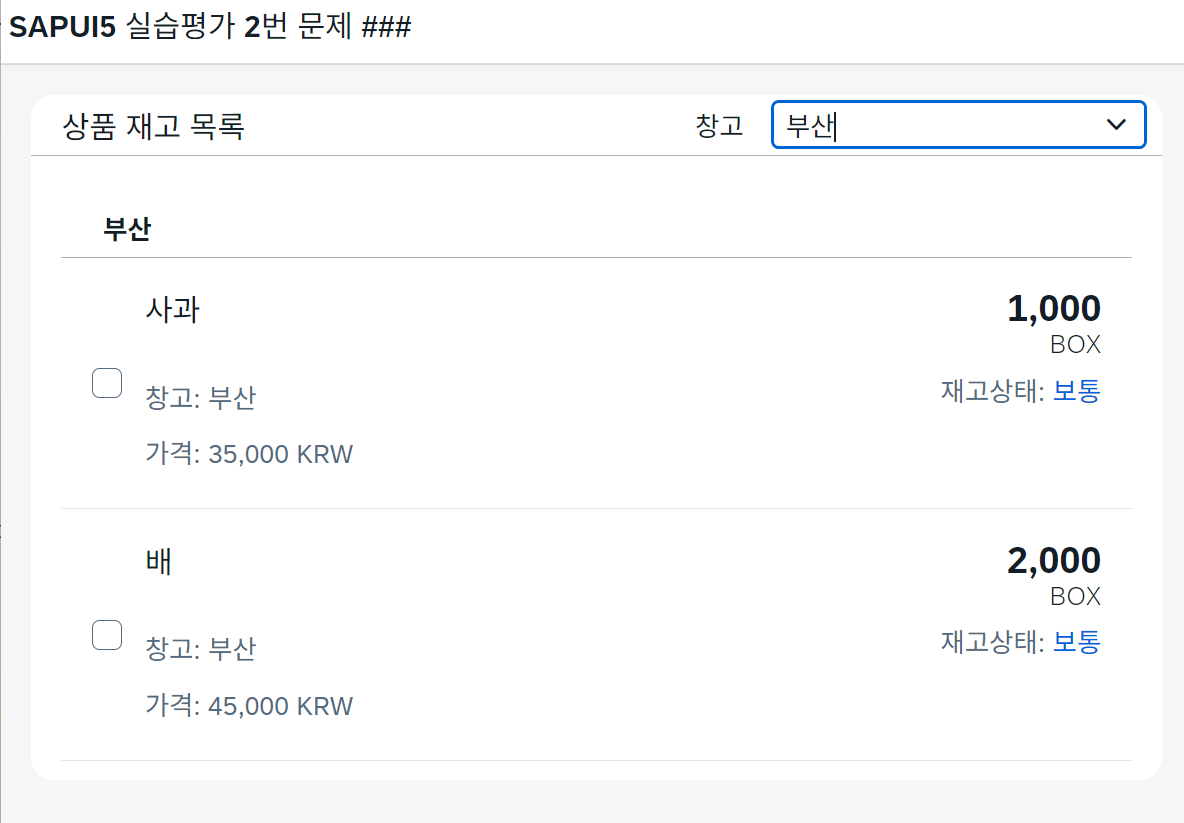 SAPUI5 실습평가 2번 문제 ###
상품 재고 목록 창고 부산
부산
사과 1,000
BOX
창고: 부산 재고상태: 보통
가격: 35,000 KRW
배 2,000
BOX
창고: 부산 재고상태: 보통
가격: 45,000 KRW